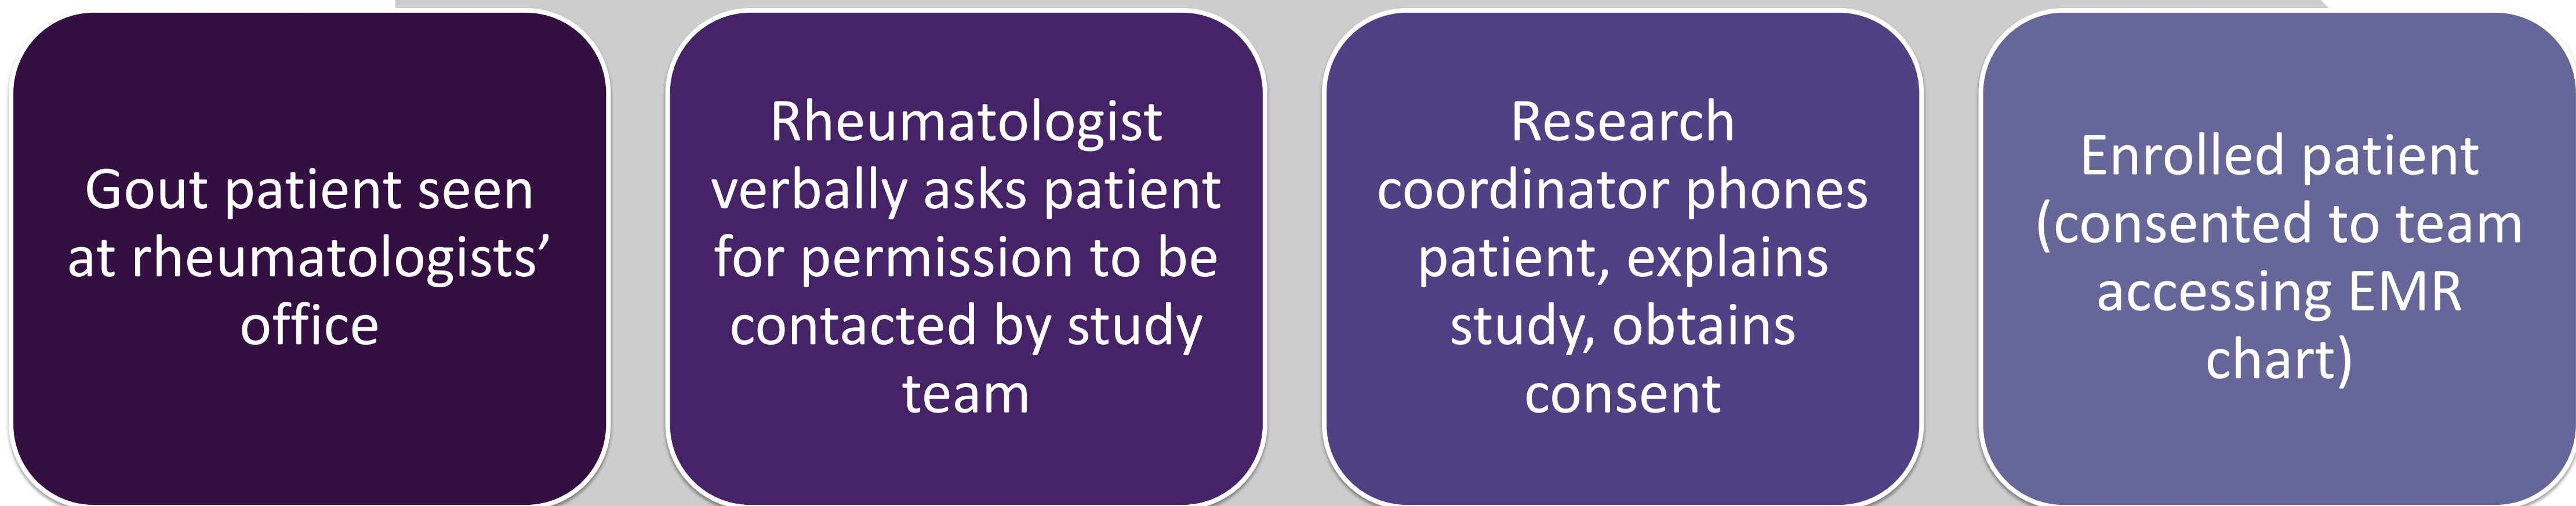 Gout patient seen
at rheumatologists’
office
Rheumatologist
verbally asks patient
for permission to be
contacted by study
team
Research
coordinator phones
patient, explains
study, obtains
consent
Enrolled patient
(consented to team
accessing EMR
chart)